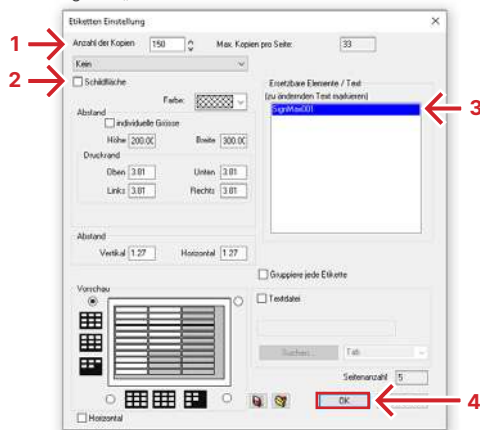 Etiketten Einstellung
1 Anzahl der Kopien 150 Max. Kopien pro Seite: 33
Kein
2 Schildfläche
Farbe:
Ersetzbare Elemente / Text
(zu ändernden Text markieren)
SignMax001 3
Abstand
individuelle Grösse
Höhe 200.0 Breite 300.0
Druckrand
Oben 3.81 Unten 3.81
Links 3.81 Rechts 3.81
Abstand
Vertikal 1.27 Horizontal 1.27
Gruppiere jede Etikette
Vorschau
Textdatei
Suchen... Tab
Seitenanzahl 5
OK 4
Horizontal